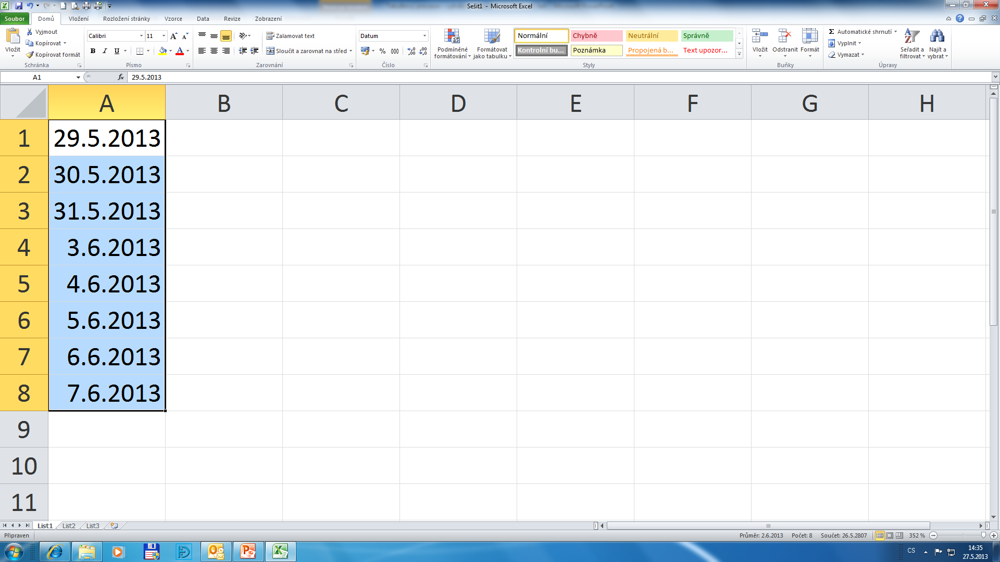 Sešit1 - Microsoft Excel
Soubor Domů Vložení Rozložení stránky Vzorce Data Revize Zobrazení
Vložit
Vyjmout
Kopírovat
Kopírovat formát
Schránka
Calibri 11
B I U
Písmo
Zalamovat text
Sloučit a zarovnat na střed
Zarovnání
Datum
% 000
Číslo
Podmíněné formátování
Formátovat jako tabulku
Normální Chybně Neutrální Správně
Kontrolní bu... Poznámka Propojená b... Text upozor...
Styly
Vložit Odstranit Formát
Buňky
Σ Automatické shrnutí
Vyplnit
Vymazat
Seřadit a filtrovat
Najít a vybrat
Úpravy
A1 fx 29.5.2013
A B C D E F G H
1 29.5.2013
2 30.5.2013
3 31.5.2013
4 3.6.2013
5 4.6.2013
6 5.6.2013
7 6.6.2013
8 7.6.2013
9
10
11
List1 List2 List3
Připraven Průměr: 2.6.2013 Počet: 8 Součet: 26.5.2807 352 %
CS 14:35
27.5.2013